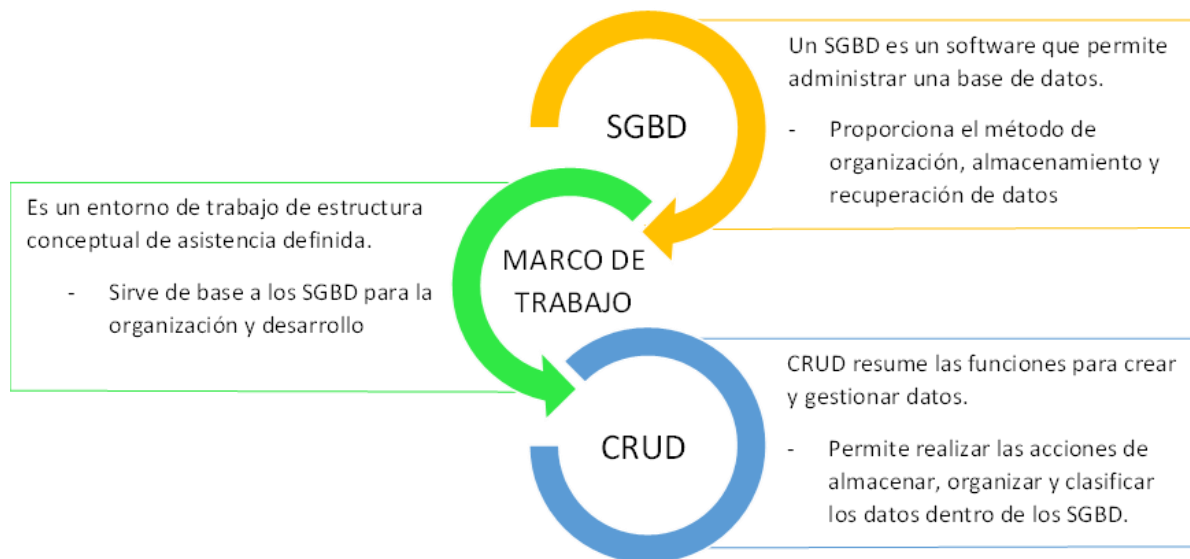 SGBD
Un SGBD es un software que permite
administrar una base de datos.
- Proporciona el método de
organización, almacenamiento y
recuperación de datos
MARCO DE
TRABAJO
Es un entorno de trabajo de estructura
conceptual de asistencia definida.
- Sirve de base a los SGBD para la
organización y desarrollo
CRUD
CRUD resume las funciones para crear
y gestionar datos.
- Permite realizar las acciones de
almacenar, organizar y clasificar
los datos dentro de los SGBD.